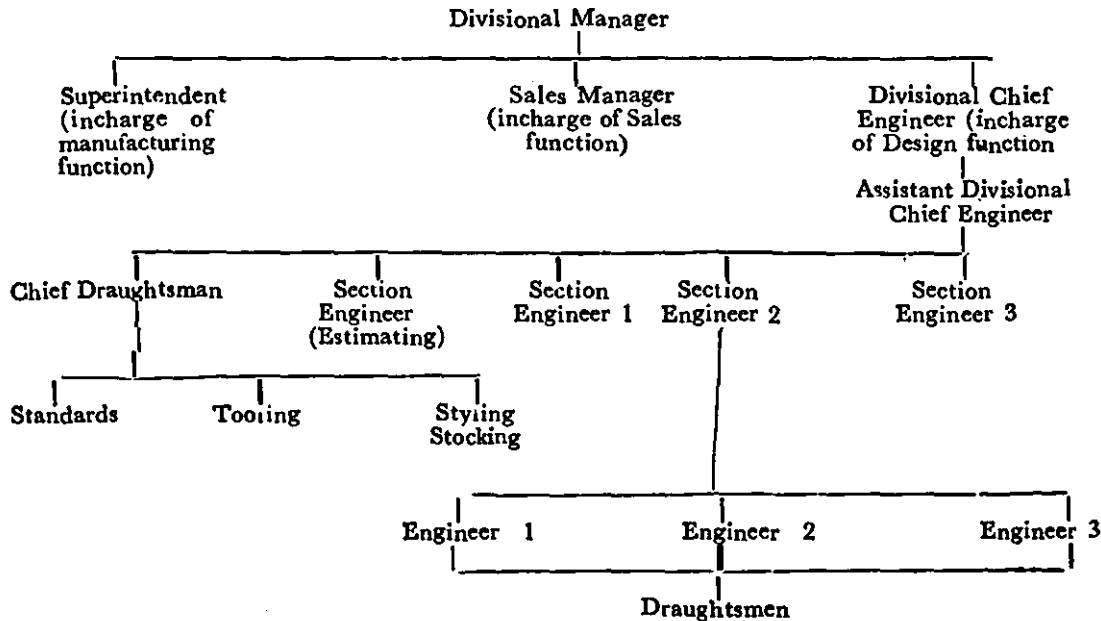 Divisional Manager
Superintendent
(incharge of
manufacturing
function)
Sales Manager
(incharge of Sales
function)
Divisional Chief
Engineer (incharge
of Design function
Assistant Divisional
Chief Engineer
Chief Draughtsman
Section
Engineer
(Estimating)
Section
Engineer 1
Section
Engineer 2
Section
Engineer 3
Standards
Tooling
Styling
Stocking
Engineer 1
Engineer 2
Engineer 3
Draughtsmen